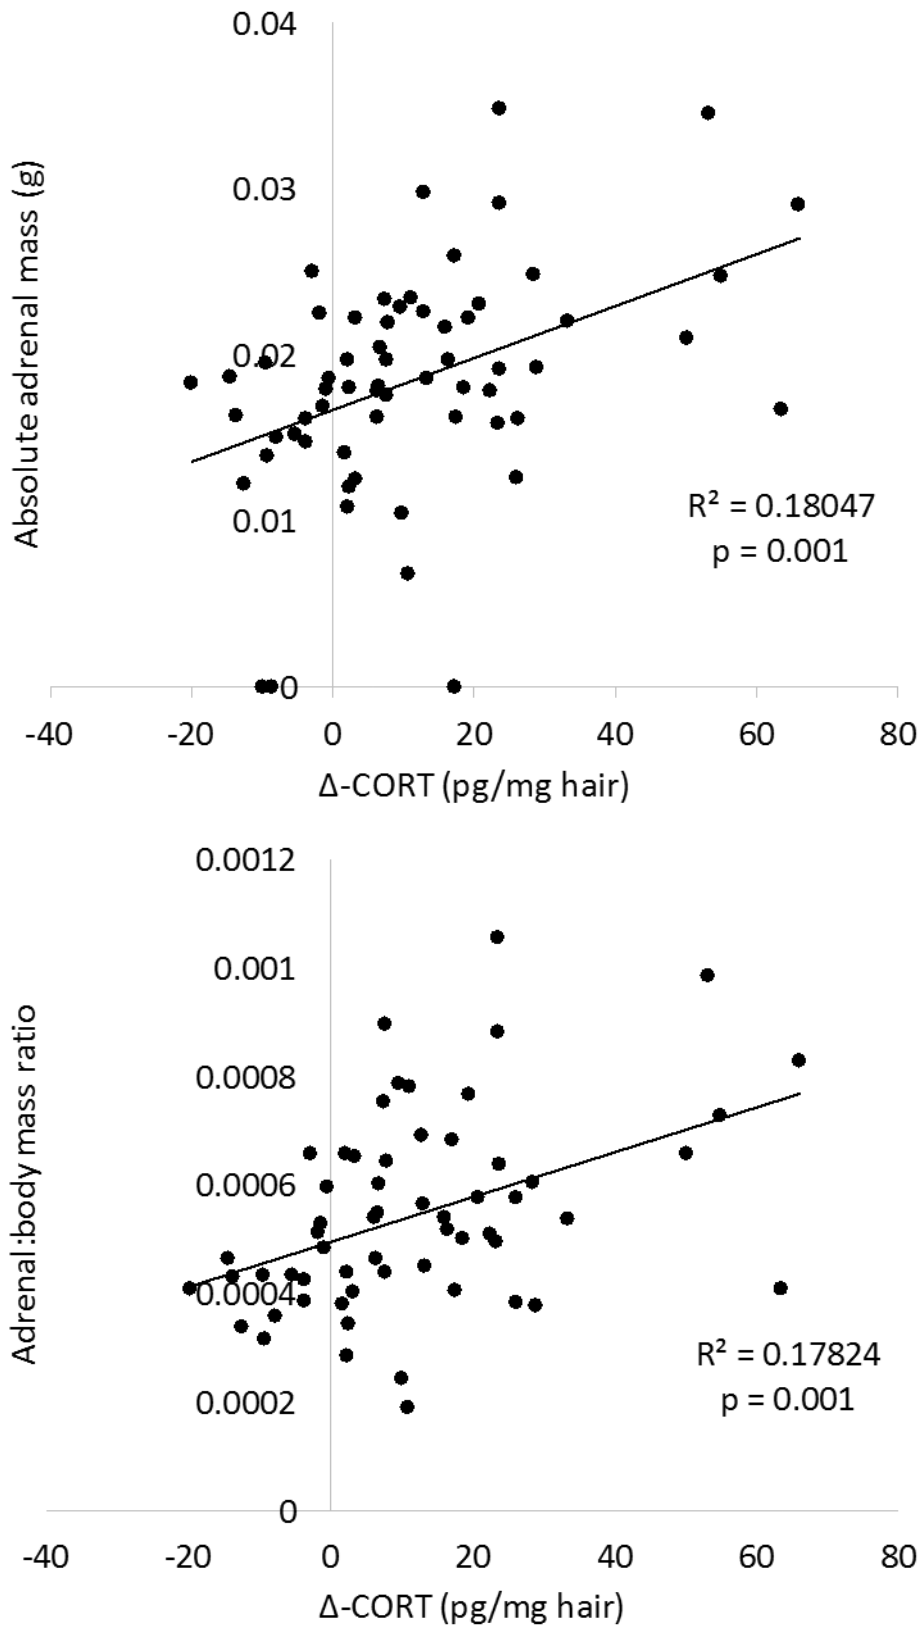 0.04
0.03
0.02
0.01
0
Absolute adrenal mass (g)
R² = 0.18047
p = 0.001
-40 -20 0 20 40 60 80
Δ-CORT (pg/mg hair)
0.0012
0.001
0.0008
0.0006
0.0004
0.0002
0
Adrenal:body mass ratio
R² = 0.17824
p = 0.001
-40 -20 0 20 40 60 80
Δ-CORT (pg/mg hair)